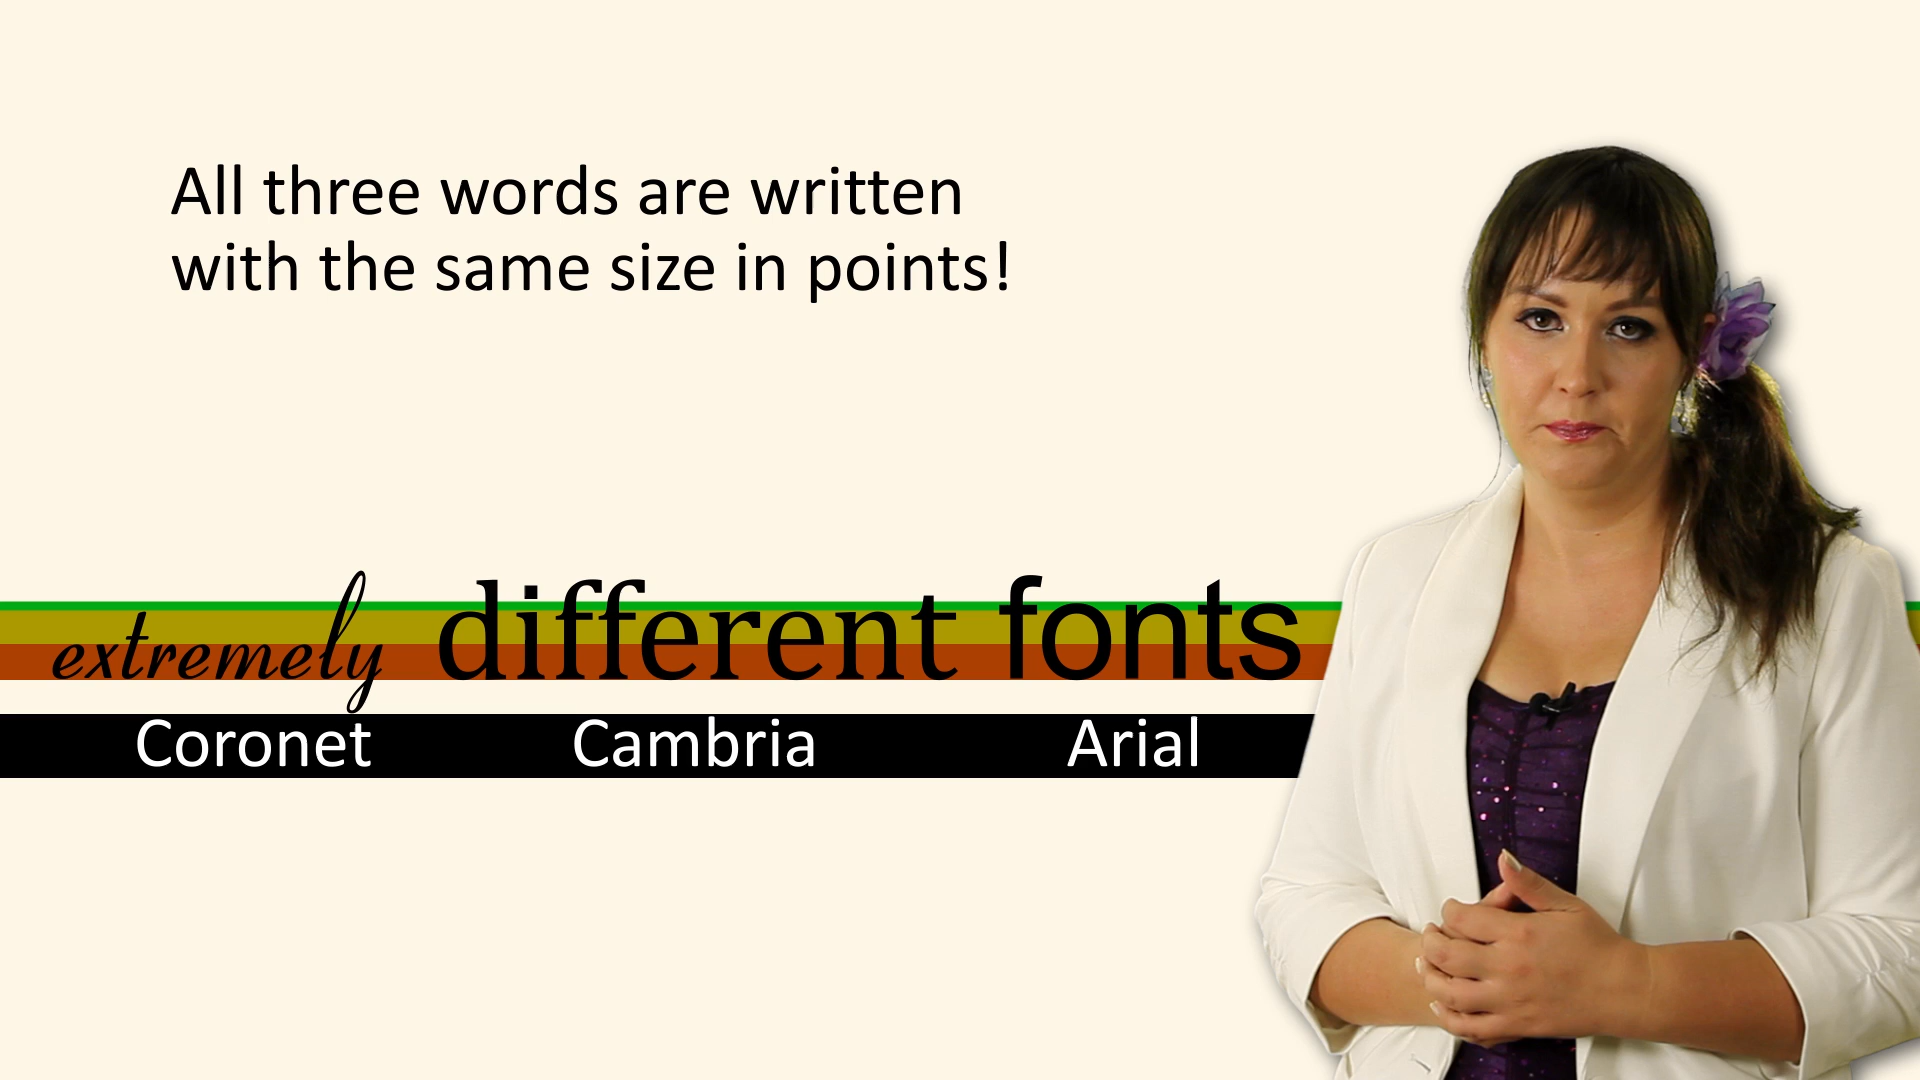 All three words are written
with the same size in points!
extremely different fonts
Coronet Cambria Arial